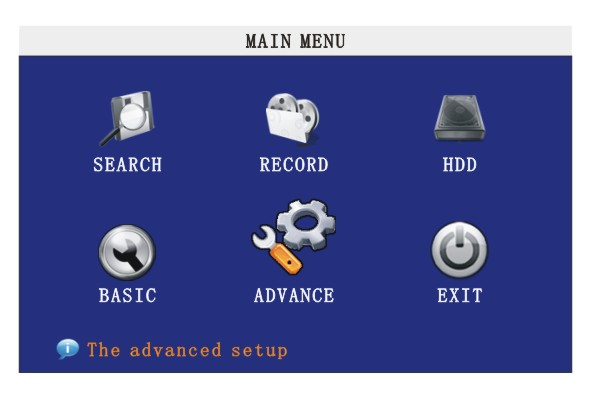 MAIN MENU
SEARCH RECORD HDD
BASIC ADVANCE EXIT
The advanced setup